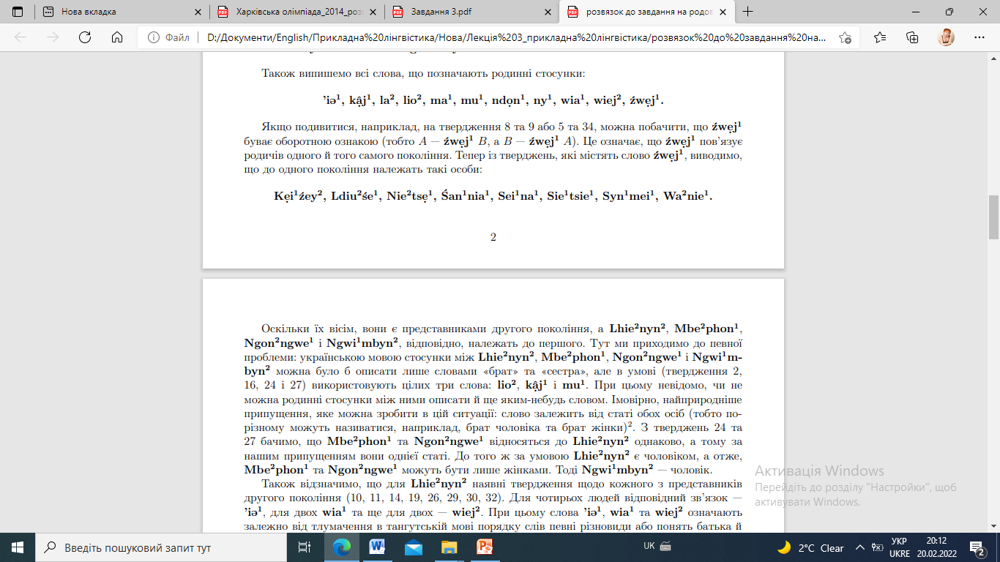 Нова вкладка
Харківська олімпіада_2014_роз
Завдання 3.pdf
розвязок до завдання на родов
Файл
D:/Документи/English/Прикладна%20лінгвістика/Нова/Лекція%203_прикладна%20лінгвістика/розвязок%20до%20завдання%20на...
Також випишемо всі слова, що позначають родинні стосунки:
’iə¹, kậj¹, la², lio², ma¹, mu¹, ndọn¹, ny¹, wia¹, wiej², źwẹj¹.
Якщо подивитися, наприклад, на твердження 8 та 9 або 5 та 34, можна побачити, що źwẹj¹
буває оборотною ознакою (тобто A — źwẹj¹ B, а B — źwẹj¹ A). Це означає, що źwẹj¹ пов’язує
родичів одного й того самого покоління. Тепер із тверджень, які містять слово źwẹj¹, виводимо,
що до одного покоління належать такі особи:
Kẹi¹źey², Ldiu²śe¹, Nie²tsẹ¹, Śan¹nia¹, Sei¹na¹, Sie¹tsie¹, Syn¹mei¹, Wa²nie¹.
2
Оскільки їх вісім, вони є представниками другого покоління, а Lhie²nyn², Mbe²phon¹,
Ngon²ngwe¹ і Ngwi¹mbyn², відповідно, належать до першого. Тут ми приходимо до певної
проблеми: українською мовою стосунки між Lhie²nyn², Mbe²phon¹, Ngon²ngwe¹ і Ngwi¹m-
byn² можна було б описати лише словами «брат» та «сестра», але в умові (твердження 2,
16, 24 і 27) використовують цілих три слова: lio², kậj¹ і mu¹. При цьому невідомо, чи не
можна родинні стосунки між ними описати й ще яким-небудь словом. Імовірно, найприродніше
припущення, яке можна зробити в цій ситуації: слово залежить від статі обох осіб (тобто по-
різному можуть називатися, наприклад, брат чоловіка та брат жінки)². З тверджень 24 та
27 бачимо, що Mbe²phon¹ та Ngon²ngwe¹ відносяться до Lhie²nyn² однаково, а тому за
нашим припущенням вони однієї статі. До того ж за умовою Lhie²nyn² є чоловіком, а отже,
Mbe²phon¹ та Ngon²ngwe¹ можуть бути лише жінками. Тоді Ngwi¹mbyn² — чоловік.
Також відзначимо, що для Lhie²nyn² наявні твердження щодо кожного з представників
другого покоління (10, 11, 14, 19, 26, 29, 30, 32). Для чотирьох людей відповідний зв’язок —
’iə¹, для двох wia¹ та ще для двох — wiej². При цьому слова ’iə¹, wia¹ та wiej² означають
залежно від тлумачення в тангутській мові порядку слів певні різновиди або понять батька й
Активація Windows
Перейдіть до розділу "Настройки", щоб
активувати Windows.
Введіть пошуковий запит тут
UK
2°C Clear
УКР
UKRE
20:12
20.02.2022
2